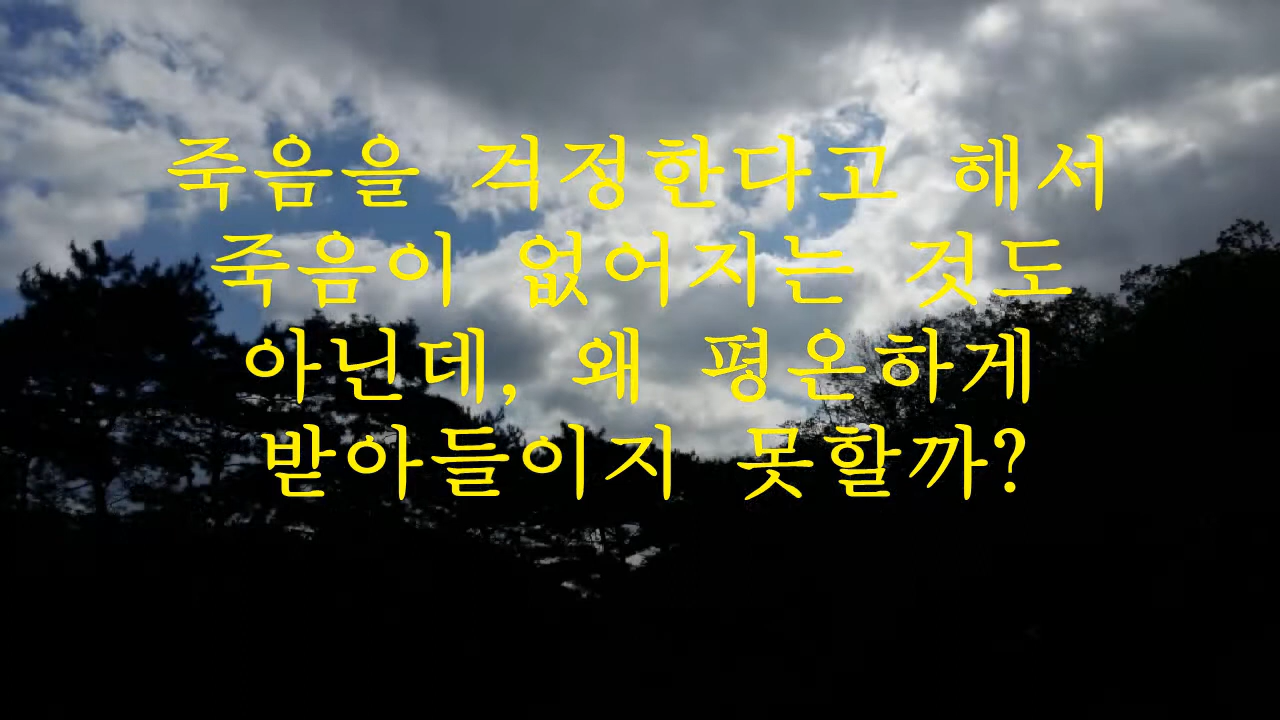 죽음을 걱정한다고 해서
죽음이 없어지는 것도
아닌데, 왜 평온하게
받아들이지 못할까?